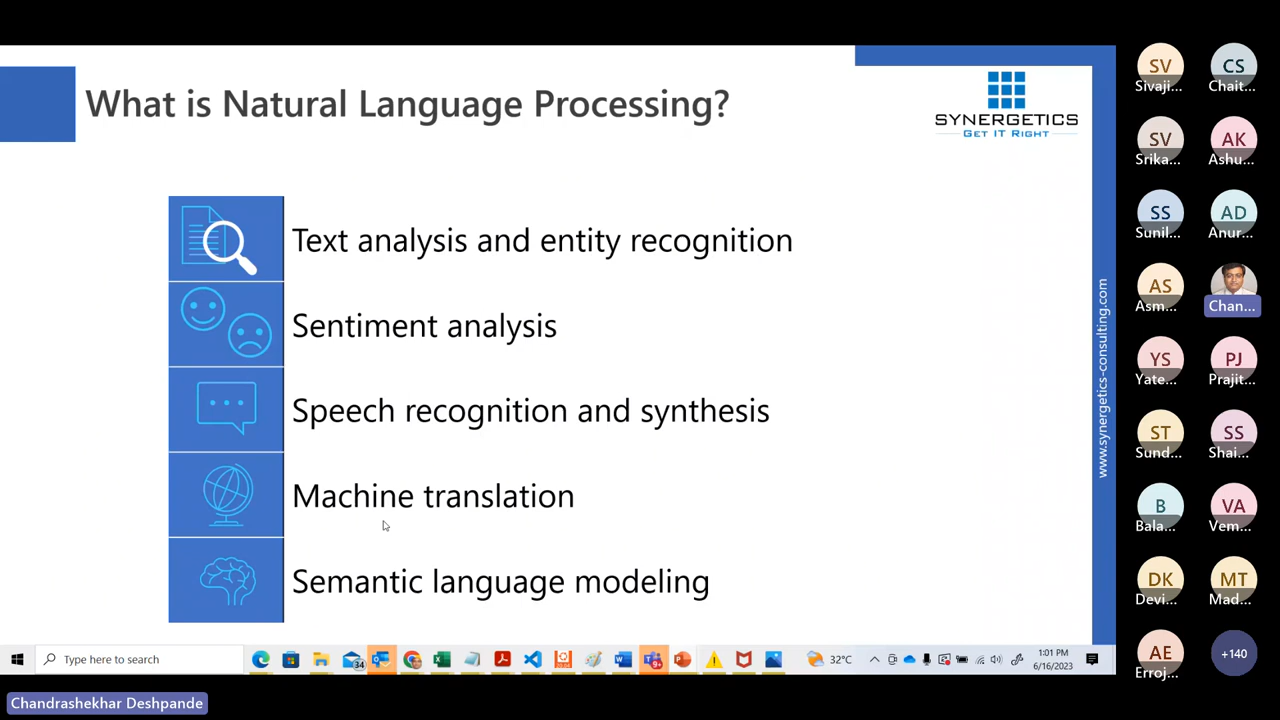 What is Natural Language Processing?
SYNERGETICS
GET IT RIGHT
Text analysis and entity recognition
Sentiment analysis
Speech recognition and synthesis
Machine translation
Semantic language modeling
www.synergetics-consulting.com
SV
Sivaji...
CS
Chait...
SV
Srika...
AK
Ashu...
SS
Sunil...
AD
Anur...
AS
Asm...
Chan...
YS
Yate...
PJ
Prajit...
ST
Sund...
SS
Shai...
B
Bala...
VA
Vem...
DK
Devi...
MT
Mad...
AE
Erroj...
+140
Type here to search
34
9+
32°C
1:01 PM
6/16/2023
Chandrashekhar Deshpande